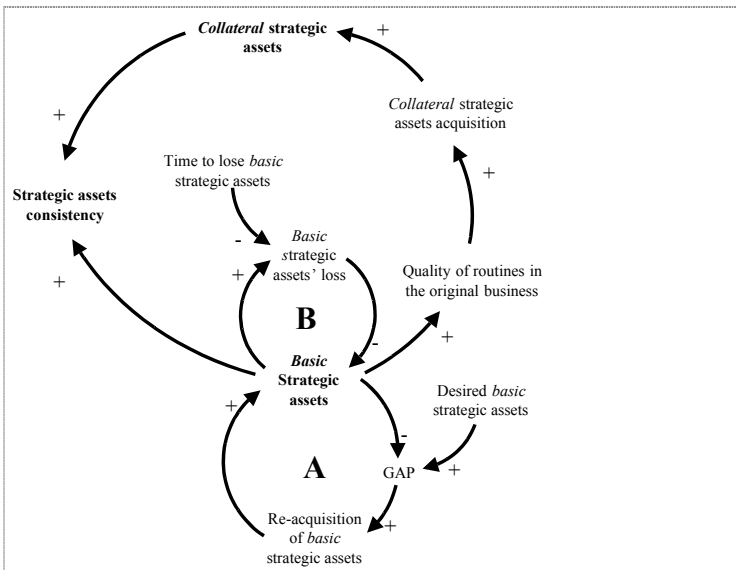 Collateral strategic
assets
+
+
Collateral strategic
assets acquisition
+
Time to lose basic
strategic assets
Strategic assets
consistency
-
Basic
strategic
assets' loss
+
+
Quality of routines in
the original business
B
+
-
Basic
Strategic
assets
Desired basic
strategic assets
+
-
A
GAP
+
+
Re-acquisition
of basic
strategic assets